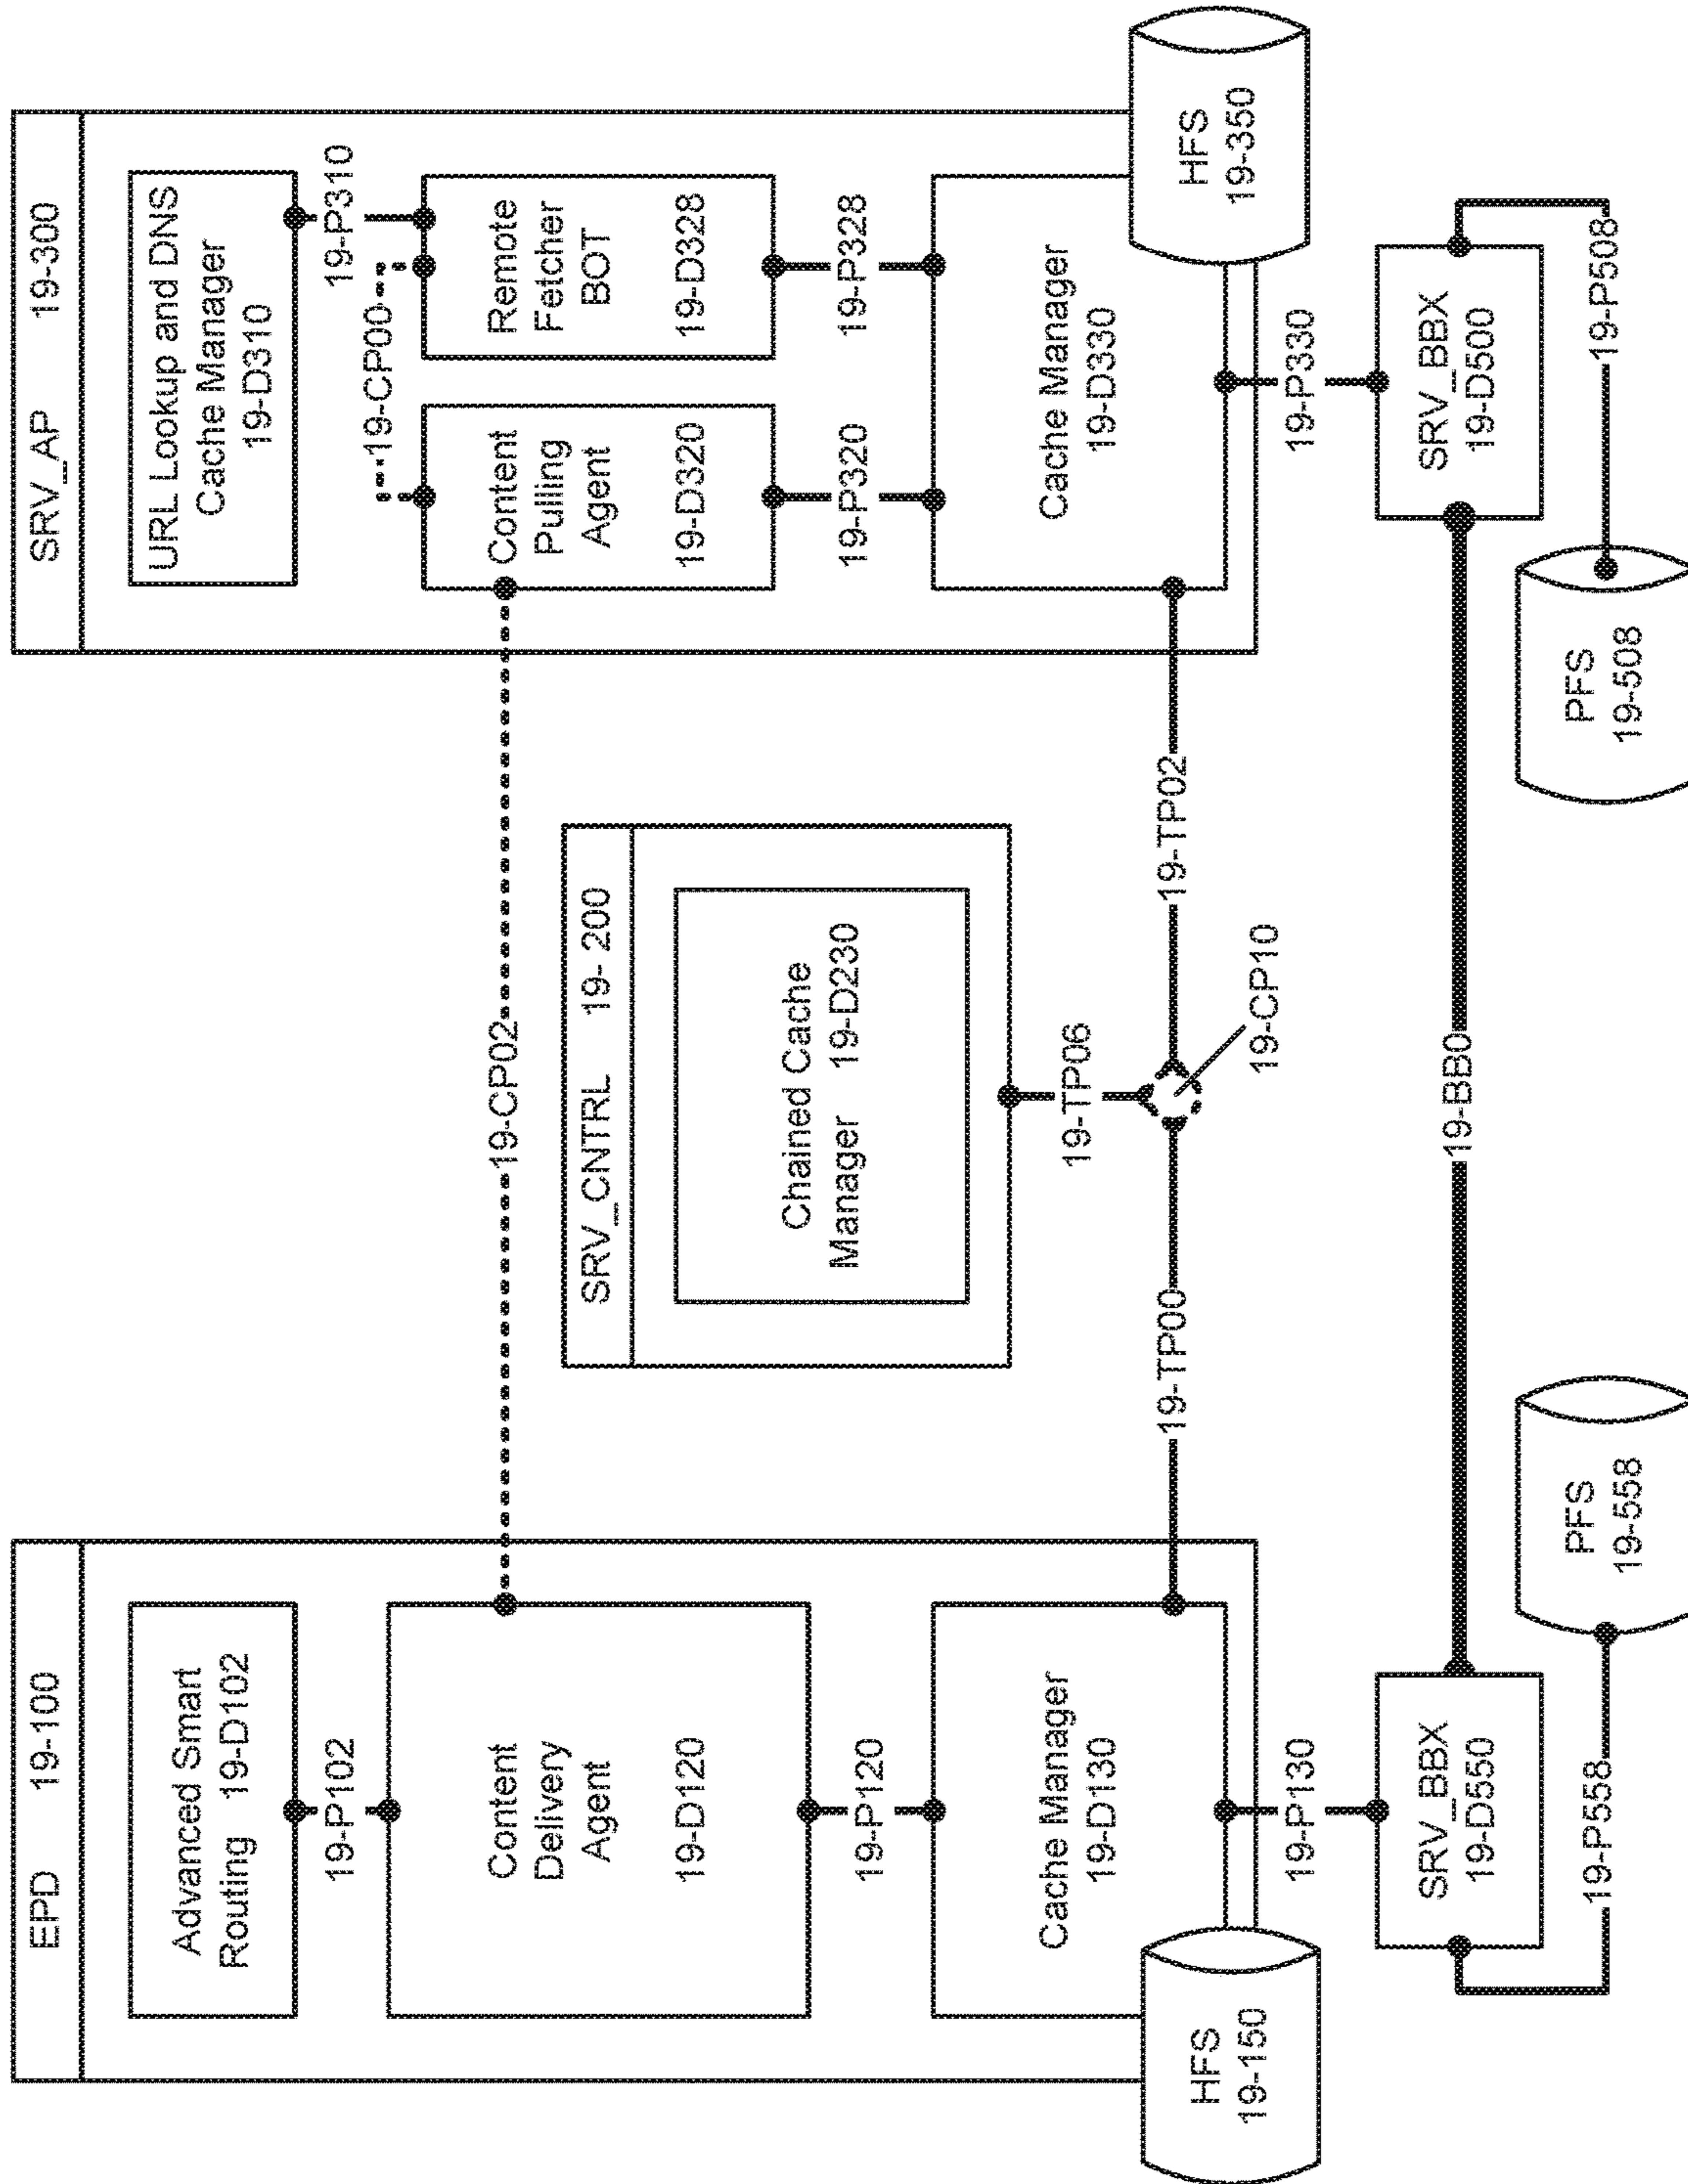 EPD 19-100
Advanced Smart
Routing 19-D102
19-P102
Content
Delivery
Agent
19-D120
19-P120
Cache Manager
19-D130
HFS
19-150
19-P130
SRV_BBX
19-D550
19-P558
PFS
19-558
19-CP02
SRV_CNTRL 19- 200
Chained Cache
Manager 19-D230
19-TP06
19-TP00
19-TP02
19-CP10
19-BB0
SRV_AP 19-300
URL Lookup and DNS
Cache Manager
19-D310
19-P310
19-CP00
Content
Pulling
Agent
19-D320
Remote
Fetcher
BOT
19-D328
19-P320
19-P328
Cache Manager
19-D330
HFS
19-350
19-P330
SRV_BBX
19-D500
19-P508
PFS
19-508